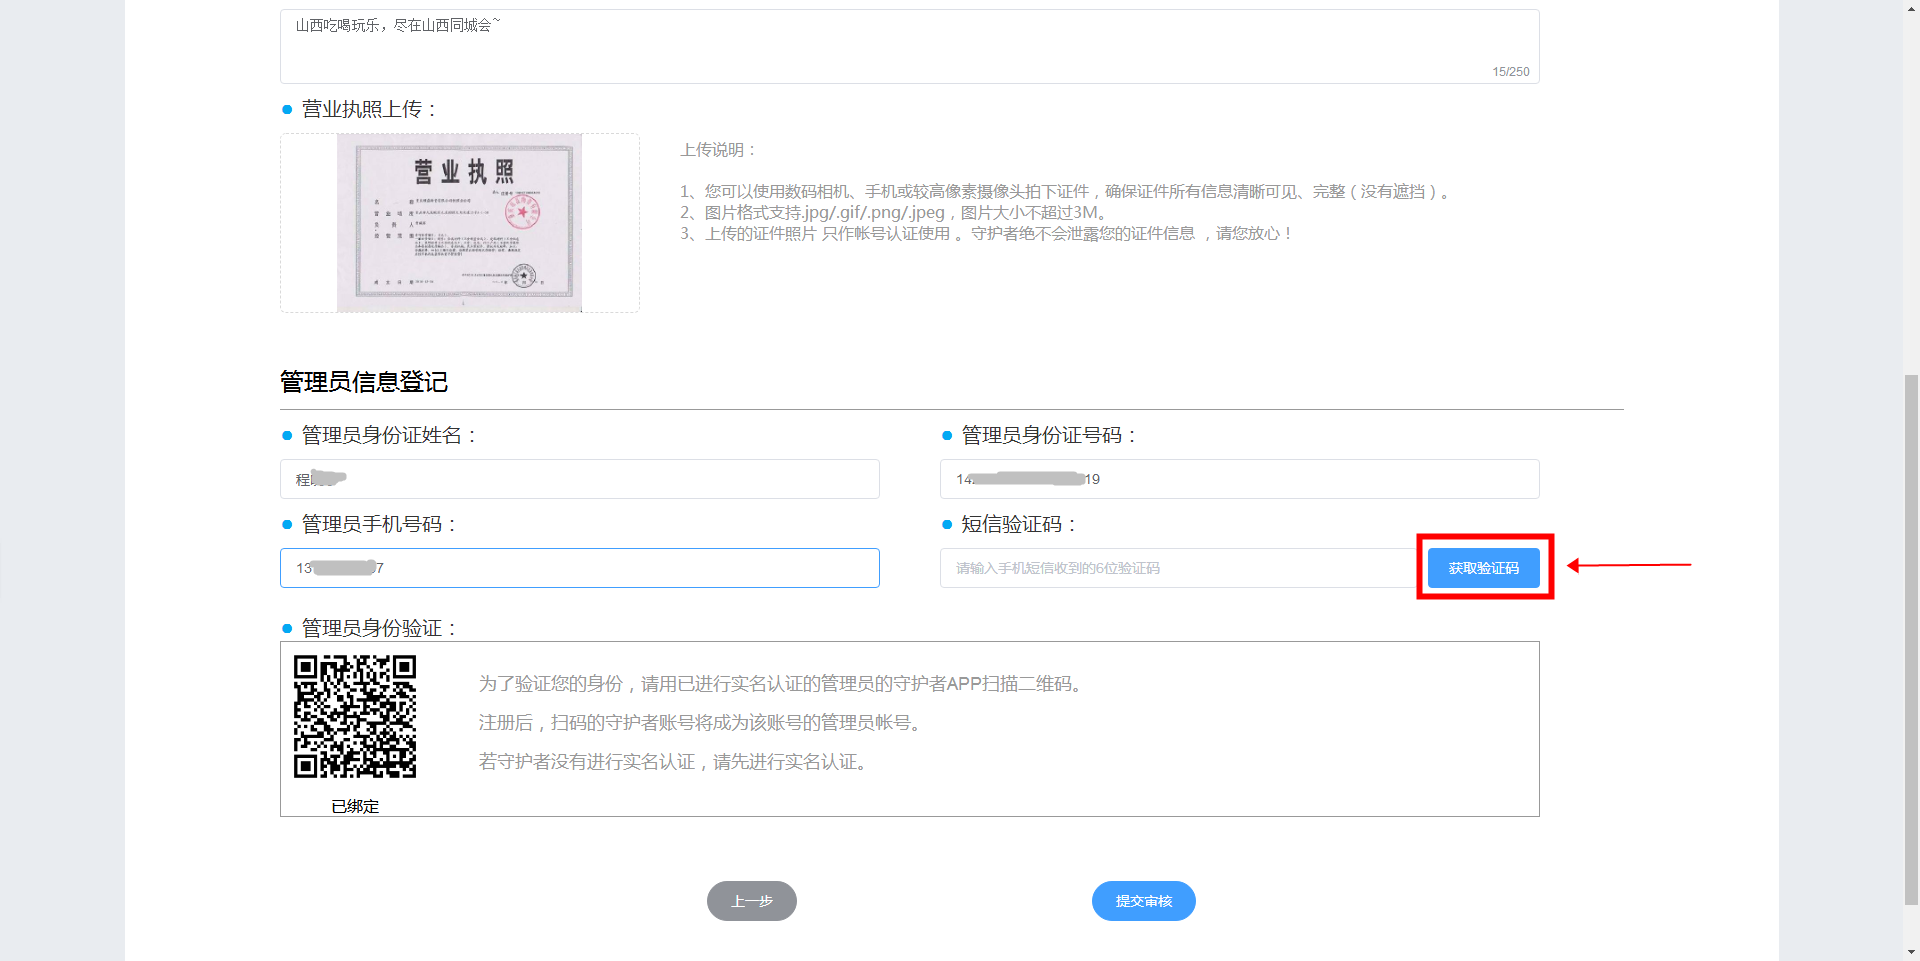 山西吃喝玩乐，尽在山西同城会~
15/250
营业执照上传：
营业执照
上传说明：
1、您可以使用数码相机、手机或较高像素摄像头拍下证件，确保证件所有信息清晰可见、完整（没有遮挡）。
2、图片格式支持.jpg/.gif/.png/.jpeg，图片大小不超过3M。
3、上传的证件照片 只作帐号认证使用 。守护者绝不会泄露您的证件信息 ，请您放心！
管理员信息登记
管理员身份证姓名：
管理员身份证号码：
程
14 19
管理员手机号码：
短信验证码：
13 7
请输入手机短信收到的6位验证码
获取验证码
管理员身份验证：
为了验证您的身份，请用已进行实名认证的管理员的守护者APP扫描二维码。
注册后，扫码的守护者账号将成为该账号的管理员帐号。
若守护者没有进行实名认证，请先进行实名认证。
已绑定
上一步
提交审核